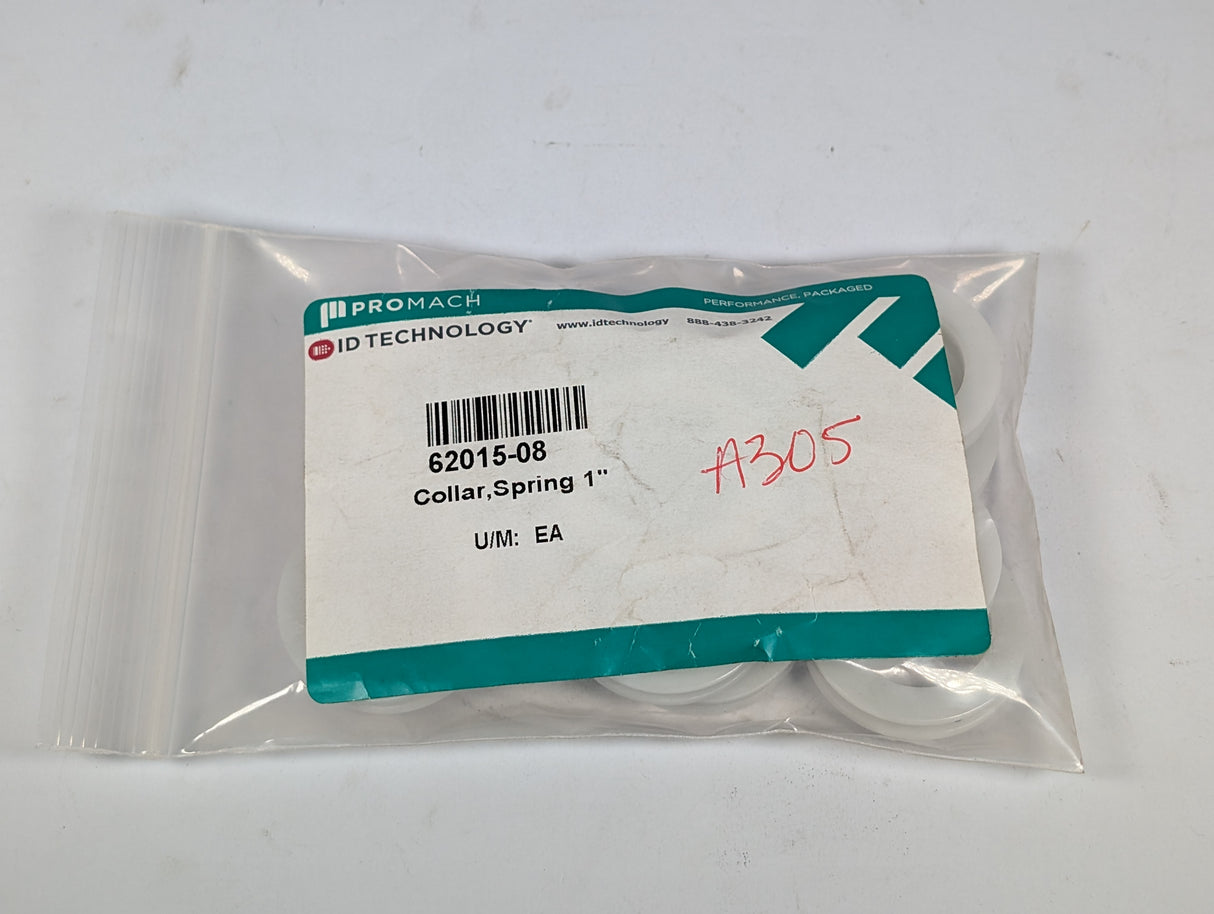 PROMACH
PERFORMANCE, PACKAGED
ID TECHNOLOGY
www.idtechnology 888-438-3242
62015-08
Collar,Spring 1"
U/M: EA
A305